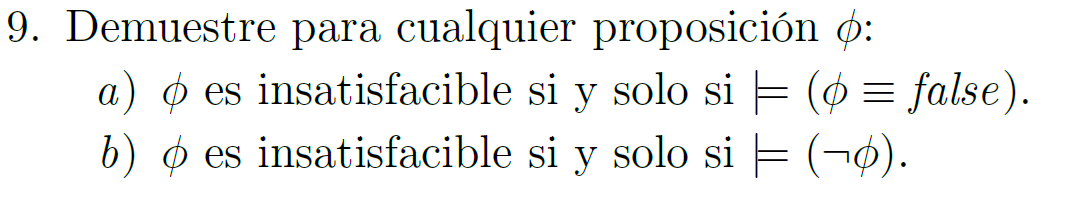 9. Demuestre para cualquier proposición ϕ:
a) ϕ es insatisfacible si y solo si ⊨ (ϕ ≡ false).
b) ϕ es insatisfacible si y solo si ⊨ (¬ϕ).